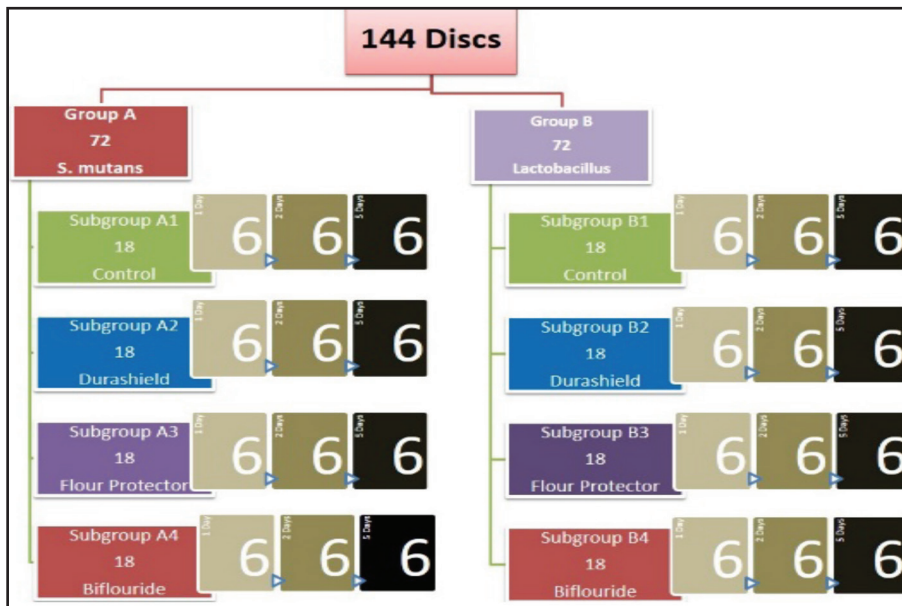 144 Discs
Group A
72
S. mutans
Group B
72
Lactobacillus
Subgroup A1
18
Control
1 Day
6
2 Days
6
5 Days
6
Subgroup B1
18
Control
1 Day
6
2 Days
6
5 Days
6
Subgroup A2
18
Durashield
1 Day
6
2 Days
6
5 Days
6
Subgroup B2
18
Durashield
1 Day
6
2 Days
6
5 Days
6
Subgroup A3
18
Flour Protector
1 Day
6
2 Days
6
5 Days
6
Subgroup B3
18
Flour Protector
1 Day
6
2 Days
6
5 Days
6
Subgroup A4
18
Biflouride
1 Day
6
2 Days
6
5 Days
6
Subgroup B4
18
Biflouride
1 Day
6
2 Days
6
5 Days
6